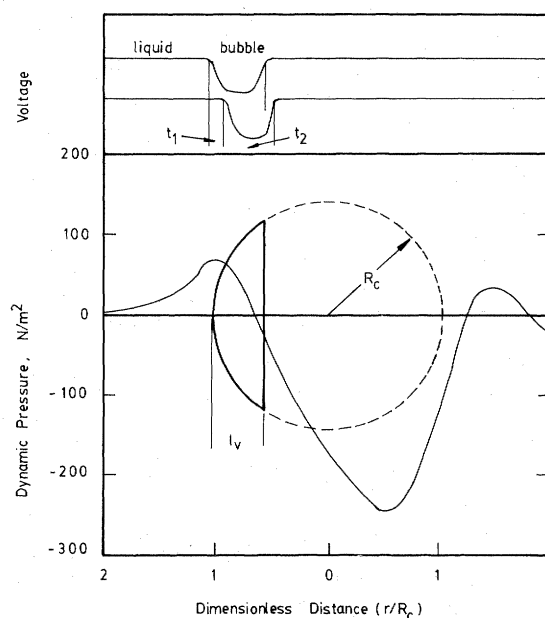 liquid bubble
Voltage
t1 t2
200
100
0
-100
-200
-300
Dynamic Pressure, N/m²
Rc
lv
2 1 0 1
Dimensionless Distance (r/Rc)